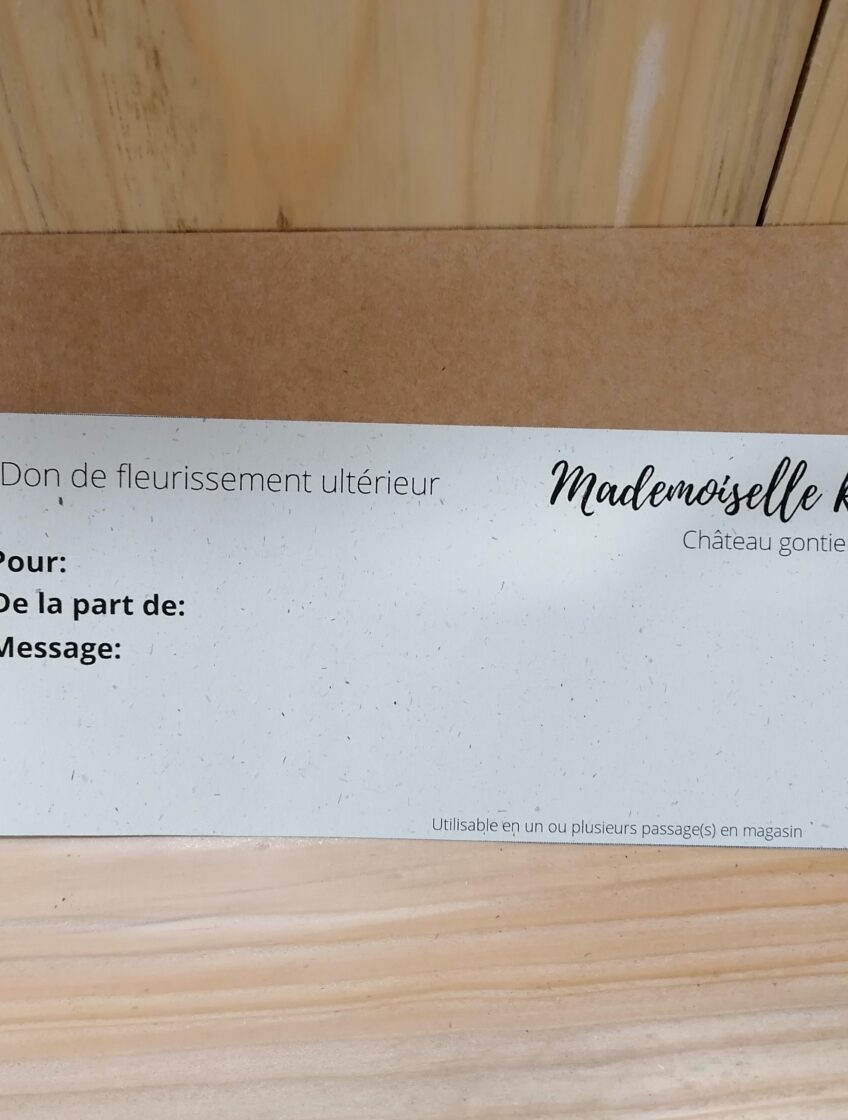 Don de fleurissement ultérieur
Mademoiselle
Château gontie
Pour:
De la part de:
Message:
Utilisable en un ou plusieurs passage(s) en magasin